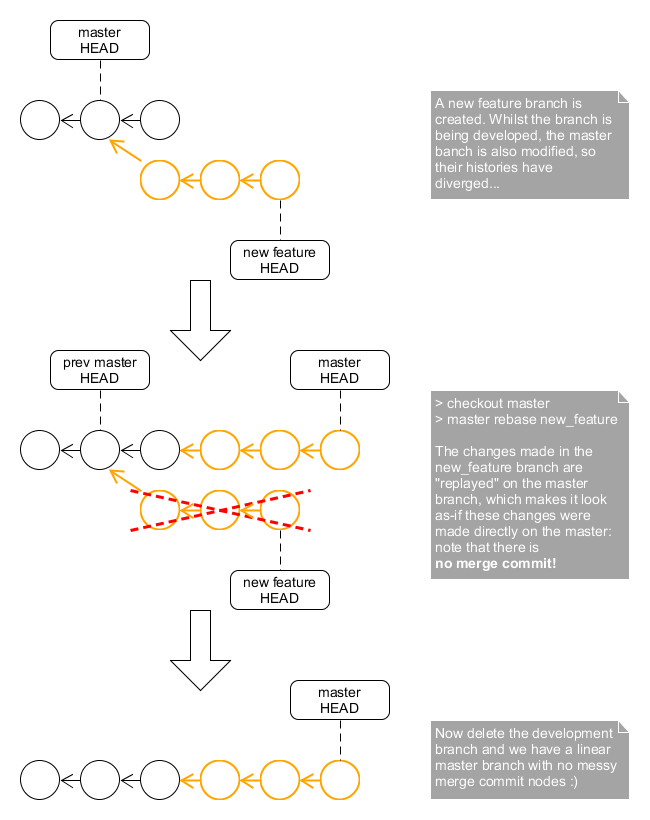 master
HEAD
A new feature branch is
created. Whilst the branch is
being developed, the master
banch is also modified, so
their histories have
diverged...
new feature
HEAD
prev master
HEAD
master
HEAD
> checkout master
> master rebase new_feature
The changes made in the
new_feature branch are
"replayed" on the master
branch, which makes it look
as-if these changes were
made directly on the master:
note that there is
no merge commit!
new feature
HEAD
master
HEAD
Now delete the development
branch and we have a linear
master branch with no messy
merge commit nodes :)